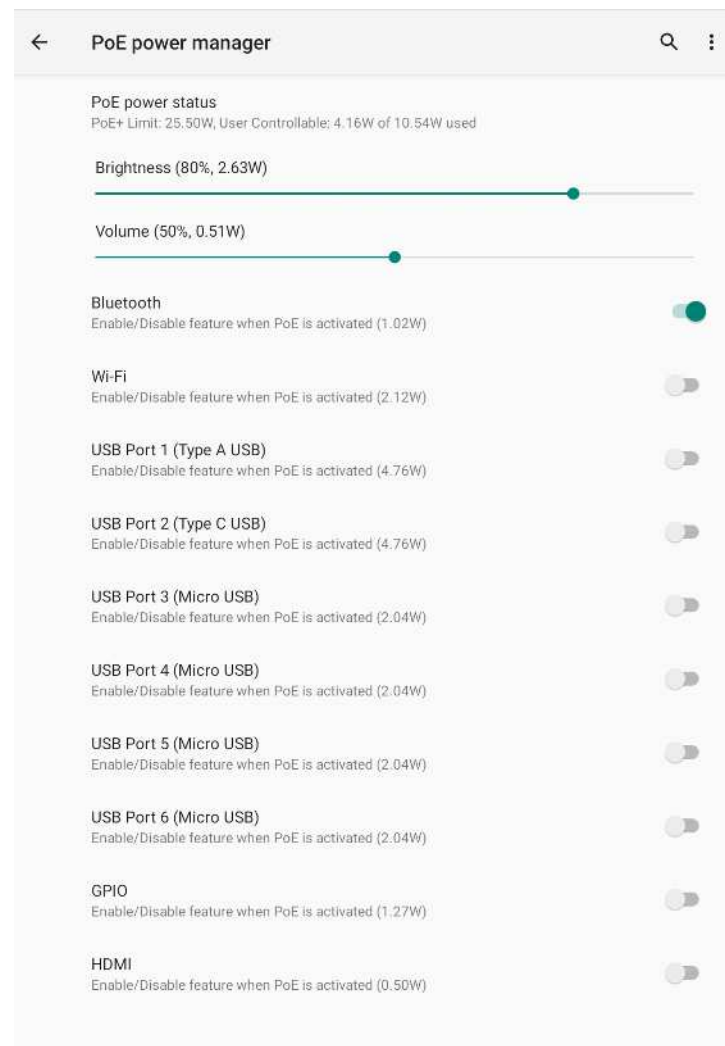 PoE power manager
PoE power status
PoE+ Limit: 25.50W, User Controllable: 4.16W of 10.54W used
Brightness (80%, 2.63W)
Volume (50%, 0.51W)
Bluetooth
Enable/Disable feature when PoE is activated (1.02W)
Wi-Fi
Enable/Disable feature when PoE is activated (2.12W)
USB Port 1 (Type A USB)
Enable/Disable feature when PoE is activated (4.76W)
USB Port 2 (Type C USB)
Enable/Disable feature when PoE is activated (4.76W)
USB Port 3 (Micro USB)
Enable/Disable feature when PoE is activated (2.04W)
USB Port 4 (Micro USB)
Enable/Disable feature when PoE is activated (2.04W)
USB Port 5 (Micro USB)
Enable/Disable feature when PoE is activated (2.04W)
USB Port 6 (Micro USB)
Enable/Disable feature when PoE is activated (2.04W)
GPIO
Enable/Disable feature when PoE is activated (1.27W)
HDMI
Enable/Disable feature when PoE is activated (0.50W)